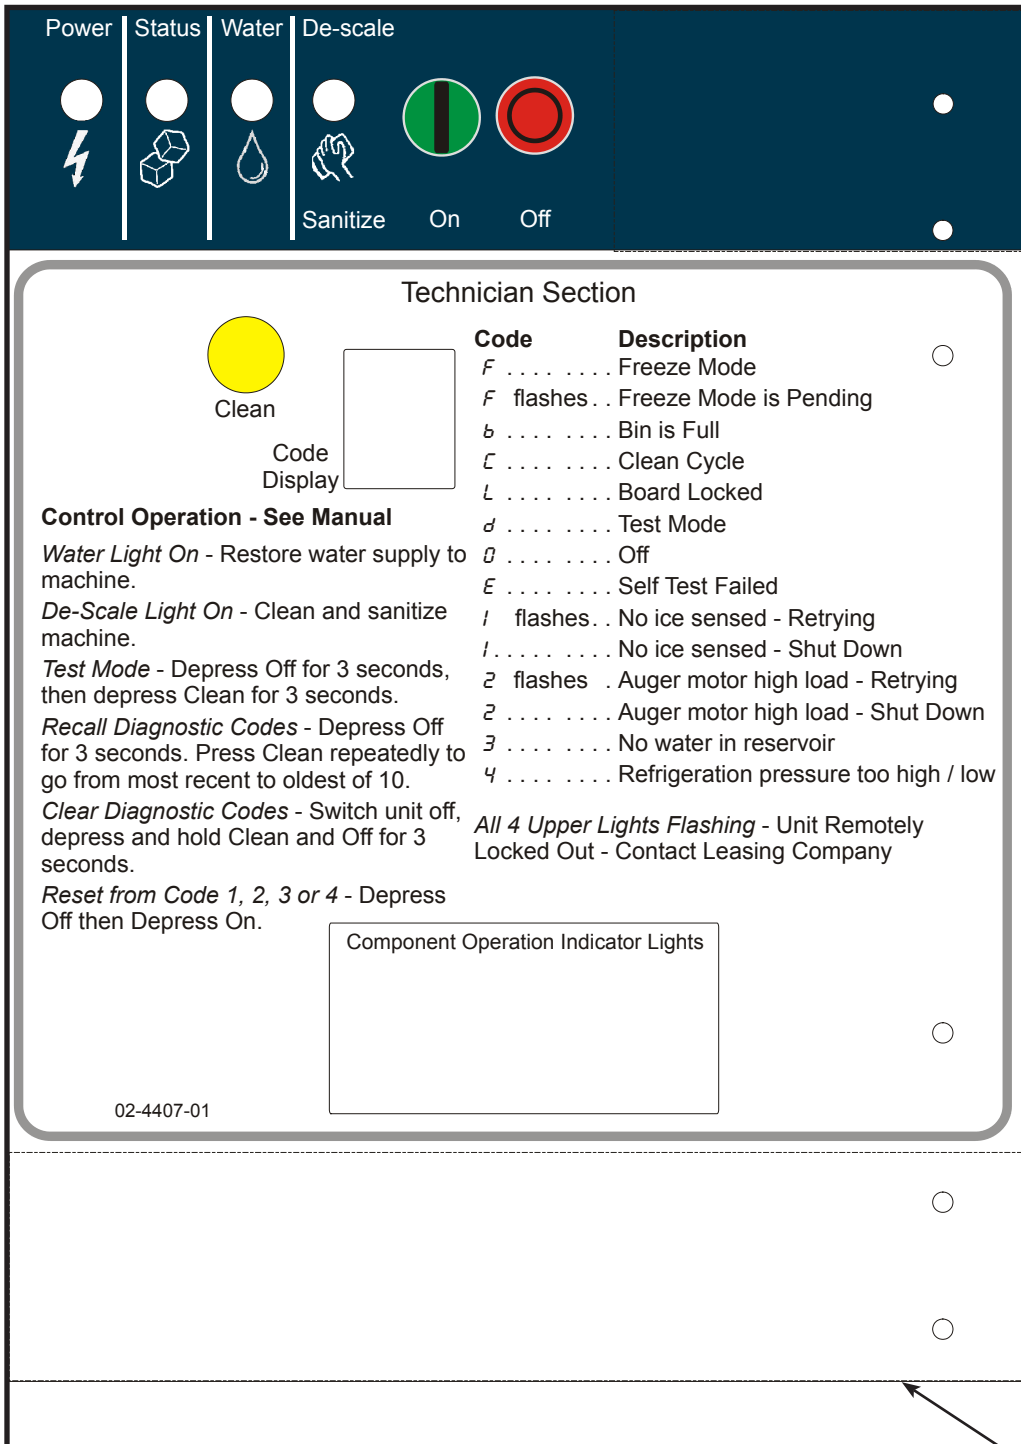 Power Status Water De-scale
Sanitize On Off
Technician Section
Clean
Code
Display
Control Operation - See Manual
Water Light On - Restore water supply to
machine.
De-Scale Light On - Clean and sanitize
machine.
Test Mode - Depress Off for 3 seconds,
then depress Clean for 3 seconds.
Recall Diagnostic Codes - Depress Off
for 3 seconds. Press Clean repeatedly to
go from most recent to oldest of 10.
Clear Diagnostic Codes - Switch unit off,
depress and hold Clean and Off for 3
seconds.
Reset from Code 1, 2, 3 or 4 - Depress
Off then Depress On.
Code Description
F . . . . . . . . . Freeze Mode
F flashes . . Freeze Mode is Pending
b . . . . . . . . . Bin is Full
C . . . . . . . . . Clean Cycle
L . . . . . . . . . Board Locked
d . . . . . . . . . Test Mode
0 . . . . . . . . . Off
E . . . . . . . . . Self Test Failed
1 flashes . . No ice sensed - Retrying
1 . . . . . . . . . . No ice sensed - Shut Down
2 flashes . Auger motor high load - Retrying
2 . . . . . . . . . Auger motor high load - Shut Down
3 . . . . . . . . . No water in reservoir
4 . . . . . . . . . Refrigeration pressure too high / low
All 4 Upper Lights Flashing - Unit Remotely
Locked Out - Contact Leasing Company
Component Operation Indicator Lights
02-4407-01